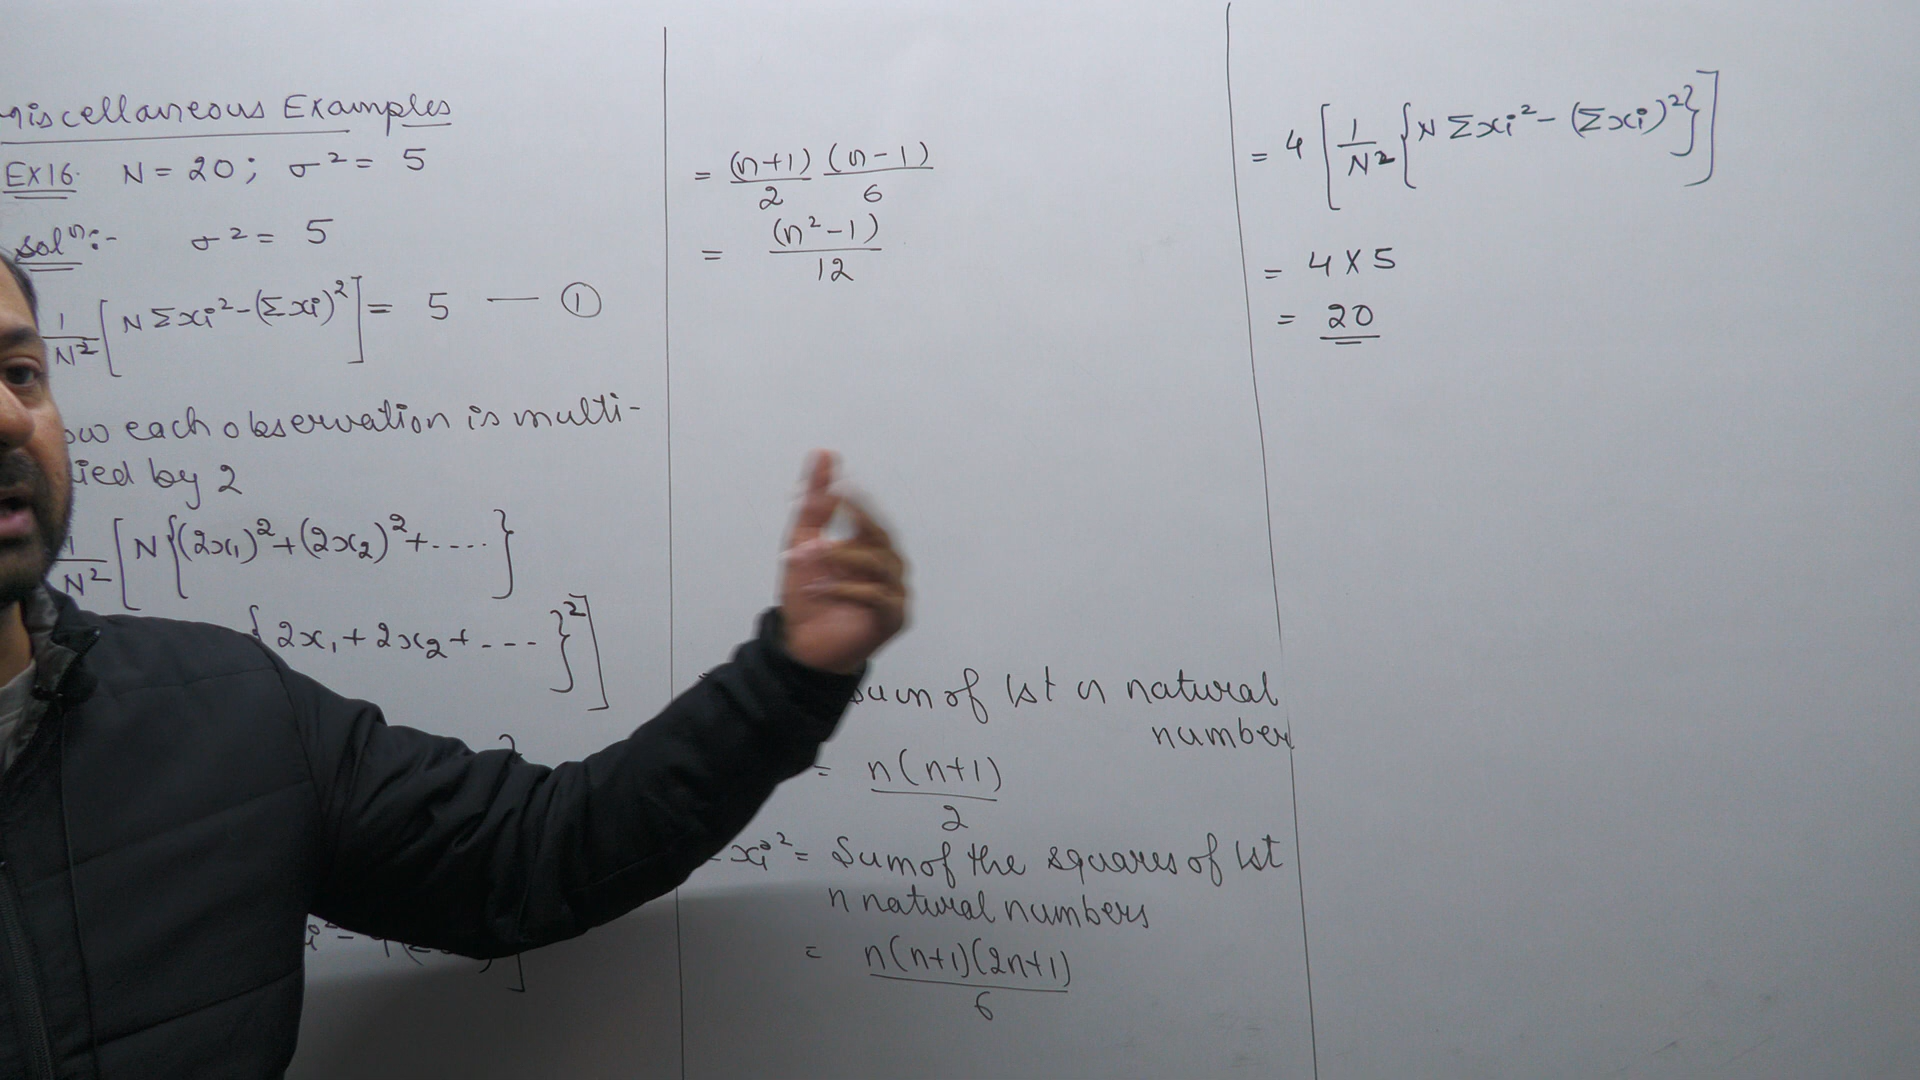 Miscellaneous Examples
EX16. N = 20; σ² = 5
Solⁿ:- σ² = 5
1/N² [N Σxi² - (Σxi)²] = 5 — ①
each observation is multi-
by 2
1/N² [N{(2x₁)² + (2x₂)² + ....}
{2x₁ + 2x₂ + ---}²]
= (n+1)/2 (n-1)/6
= (n²-1)/12
Sum of 1st n natural
number
= n(n+1)/2
xi² = Sum of the squares of 1st
n natural numbers
= n(n+1)(2n+1)/6
= 4 [1/N² {N Σxi² - (Σxi)²}]
= 4 X 5
= 20